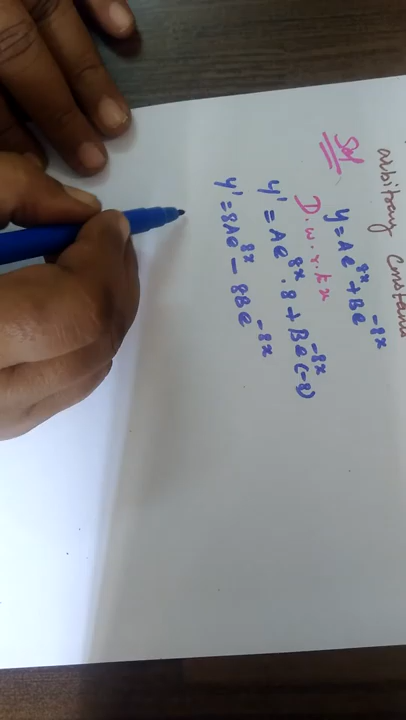 arbitrary constants
Sol
y = Ae^{8x} + Be^{-8x}
D. w. r. t x
y' = Ae^{8x} . 8 + Be^{-8x} (-8)
y' = 8Ae^{8x} - 8Be^{-8x}